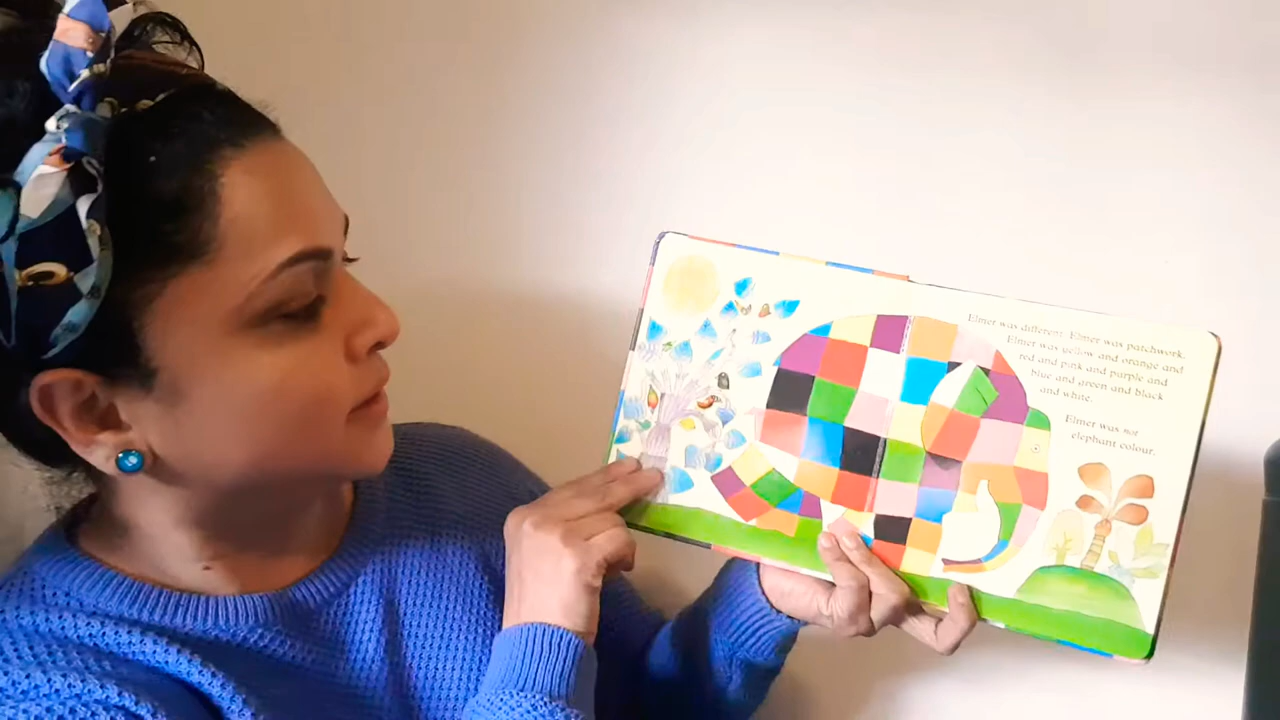 Elmer was different. Elmer was patchwork.
Elmer was yellow and orange and
red and pink and purple and
blue and green and black
and white.
Elmer was not
elephant colour.